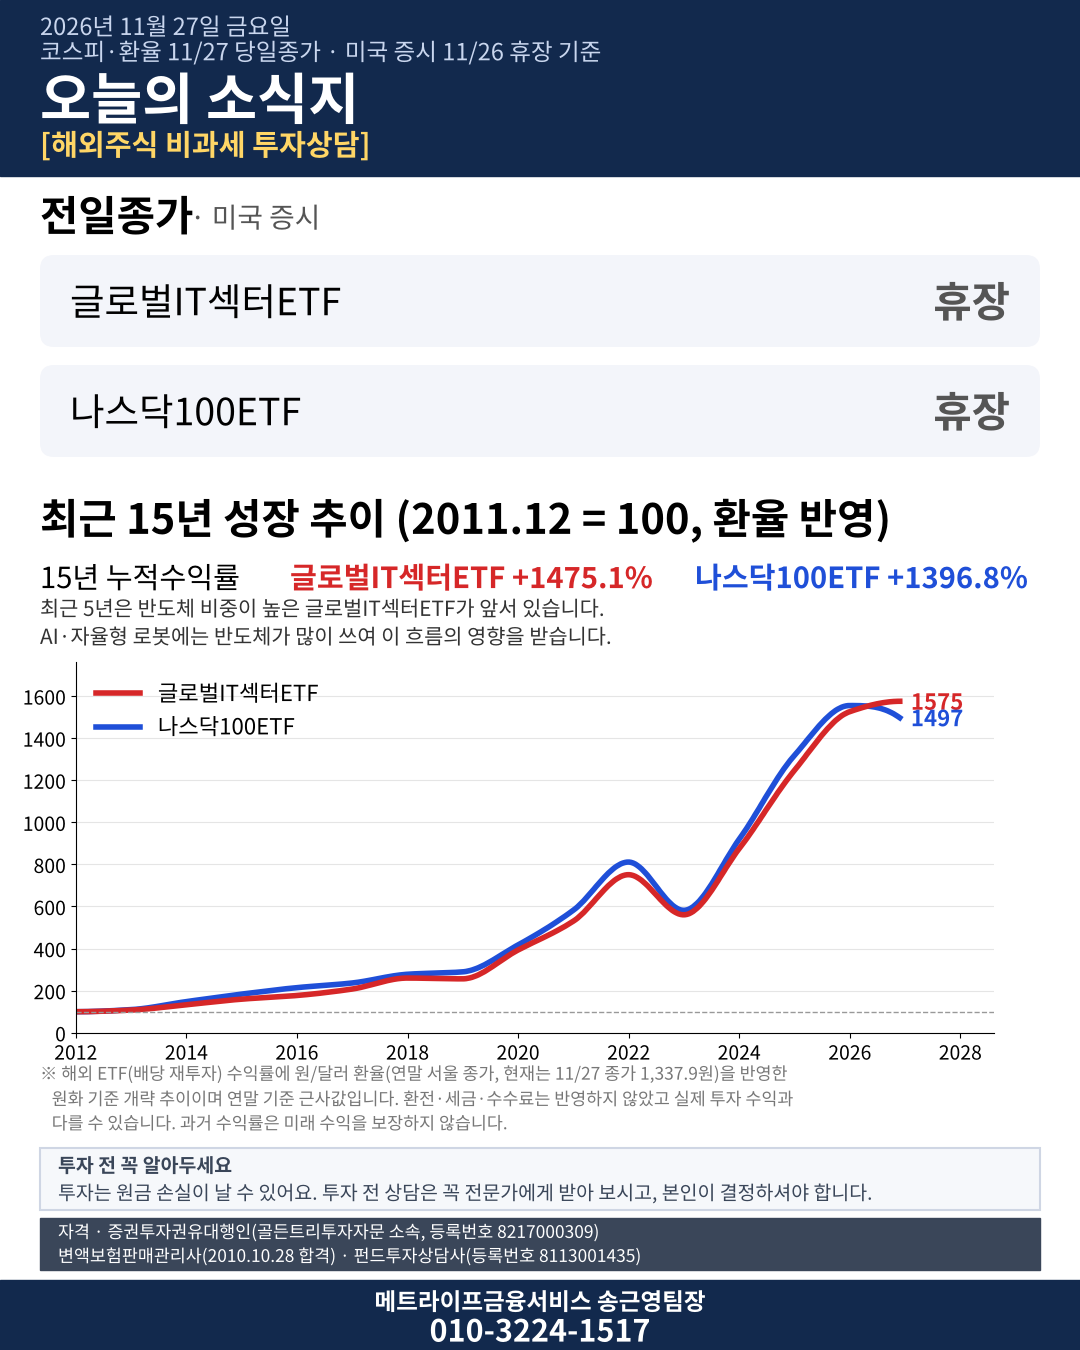 2026년 11월 27일 금요일
코스피·환율 11/27 당일종가 · 미국 증시 11/26 휴장 기준
오늘의 소식지
[해외주식 비과세 투자상담]
전일종가· 미국 증시
글로벌IT섹터ETF 휴장
나스닥100ETF 휴장
최근 15년 성장 추이 (2011.12 = 100, 환율 반영)
15년 누적수익률 글로벌IT섹터ETF +1475.1% 나스닥100ETF +1396.8%
최근 5년은 반도체 비중이 높은 글로벌IT섹터ETF가 앞서 있습니다.
AI·자율형 로봇에는 반도체가 많이 쓰여 이 흐름의 영향을 받습니다.
글로벌IT섹터ETF
나스닥100ETF
1575
1497
1600
1400
1200
1000
800
600
400
200
0
2012 2014 2016 2018 2020 2022 2024 2026 2028
※ 해외 ETF(배당 재투자) 수익률에 원/달러 환율(연말 서울 종가, 현재는 11/27 종가 1,337.9원)을 반영한
원화 기준 개략 추이이며 연말 기준 근사값입니다. 환전·세금·수수료는 반영하지 않았고 실제 투자 수익과
다를 수 있습니다. 과거 수익률은 미래 수익을 보장하지 않습니다.
투자 전 꼭 알아두세요
투자는 원금 손실이 날 수 있어요. 투자 전 상담은 꼭 전문가에게 받아 보시고, 본인이 결정하셔야 합니다.
자격 · 증권투자권유대행인(골든트리투자자문 소속, 등록번호 8217000309)
변액보험판매관리사(2010.10.28 합격) · 펀드투자상담사(등록번호 8113001435)
메트라이프금융서비스 송근영팀장
010-3224-1517